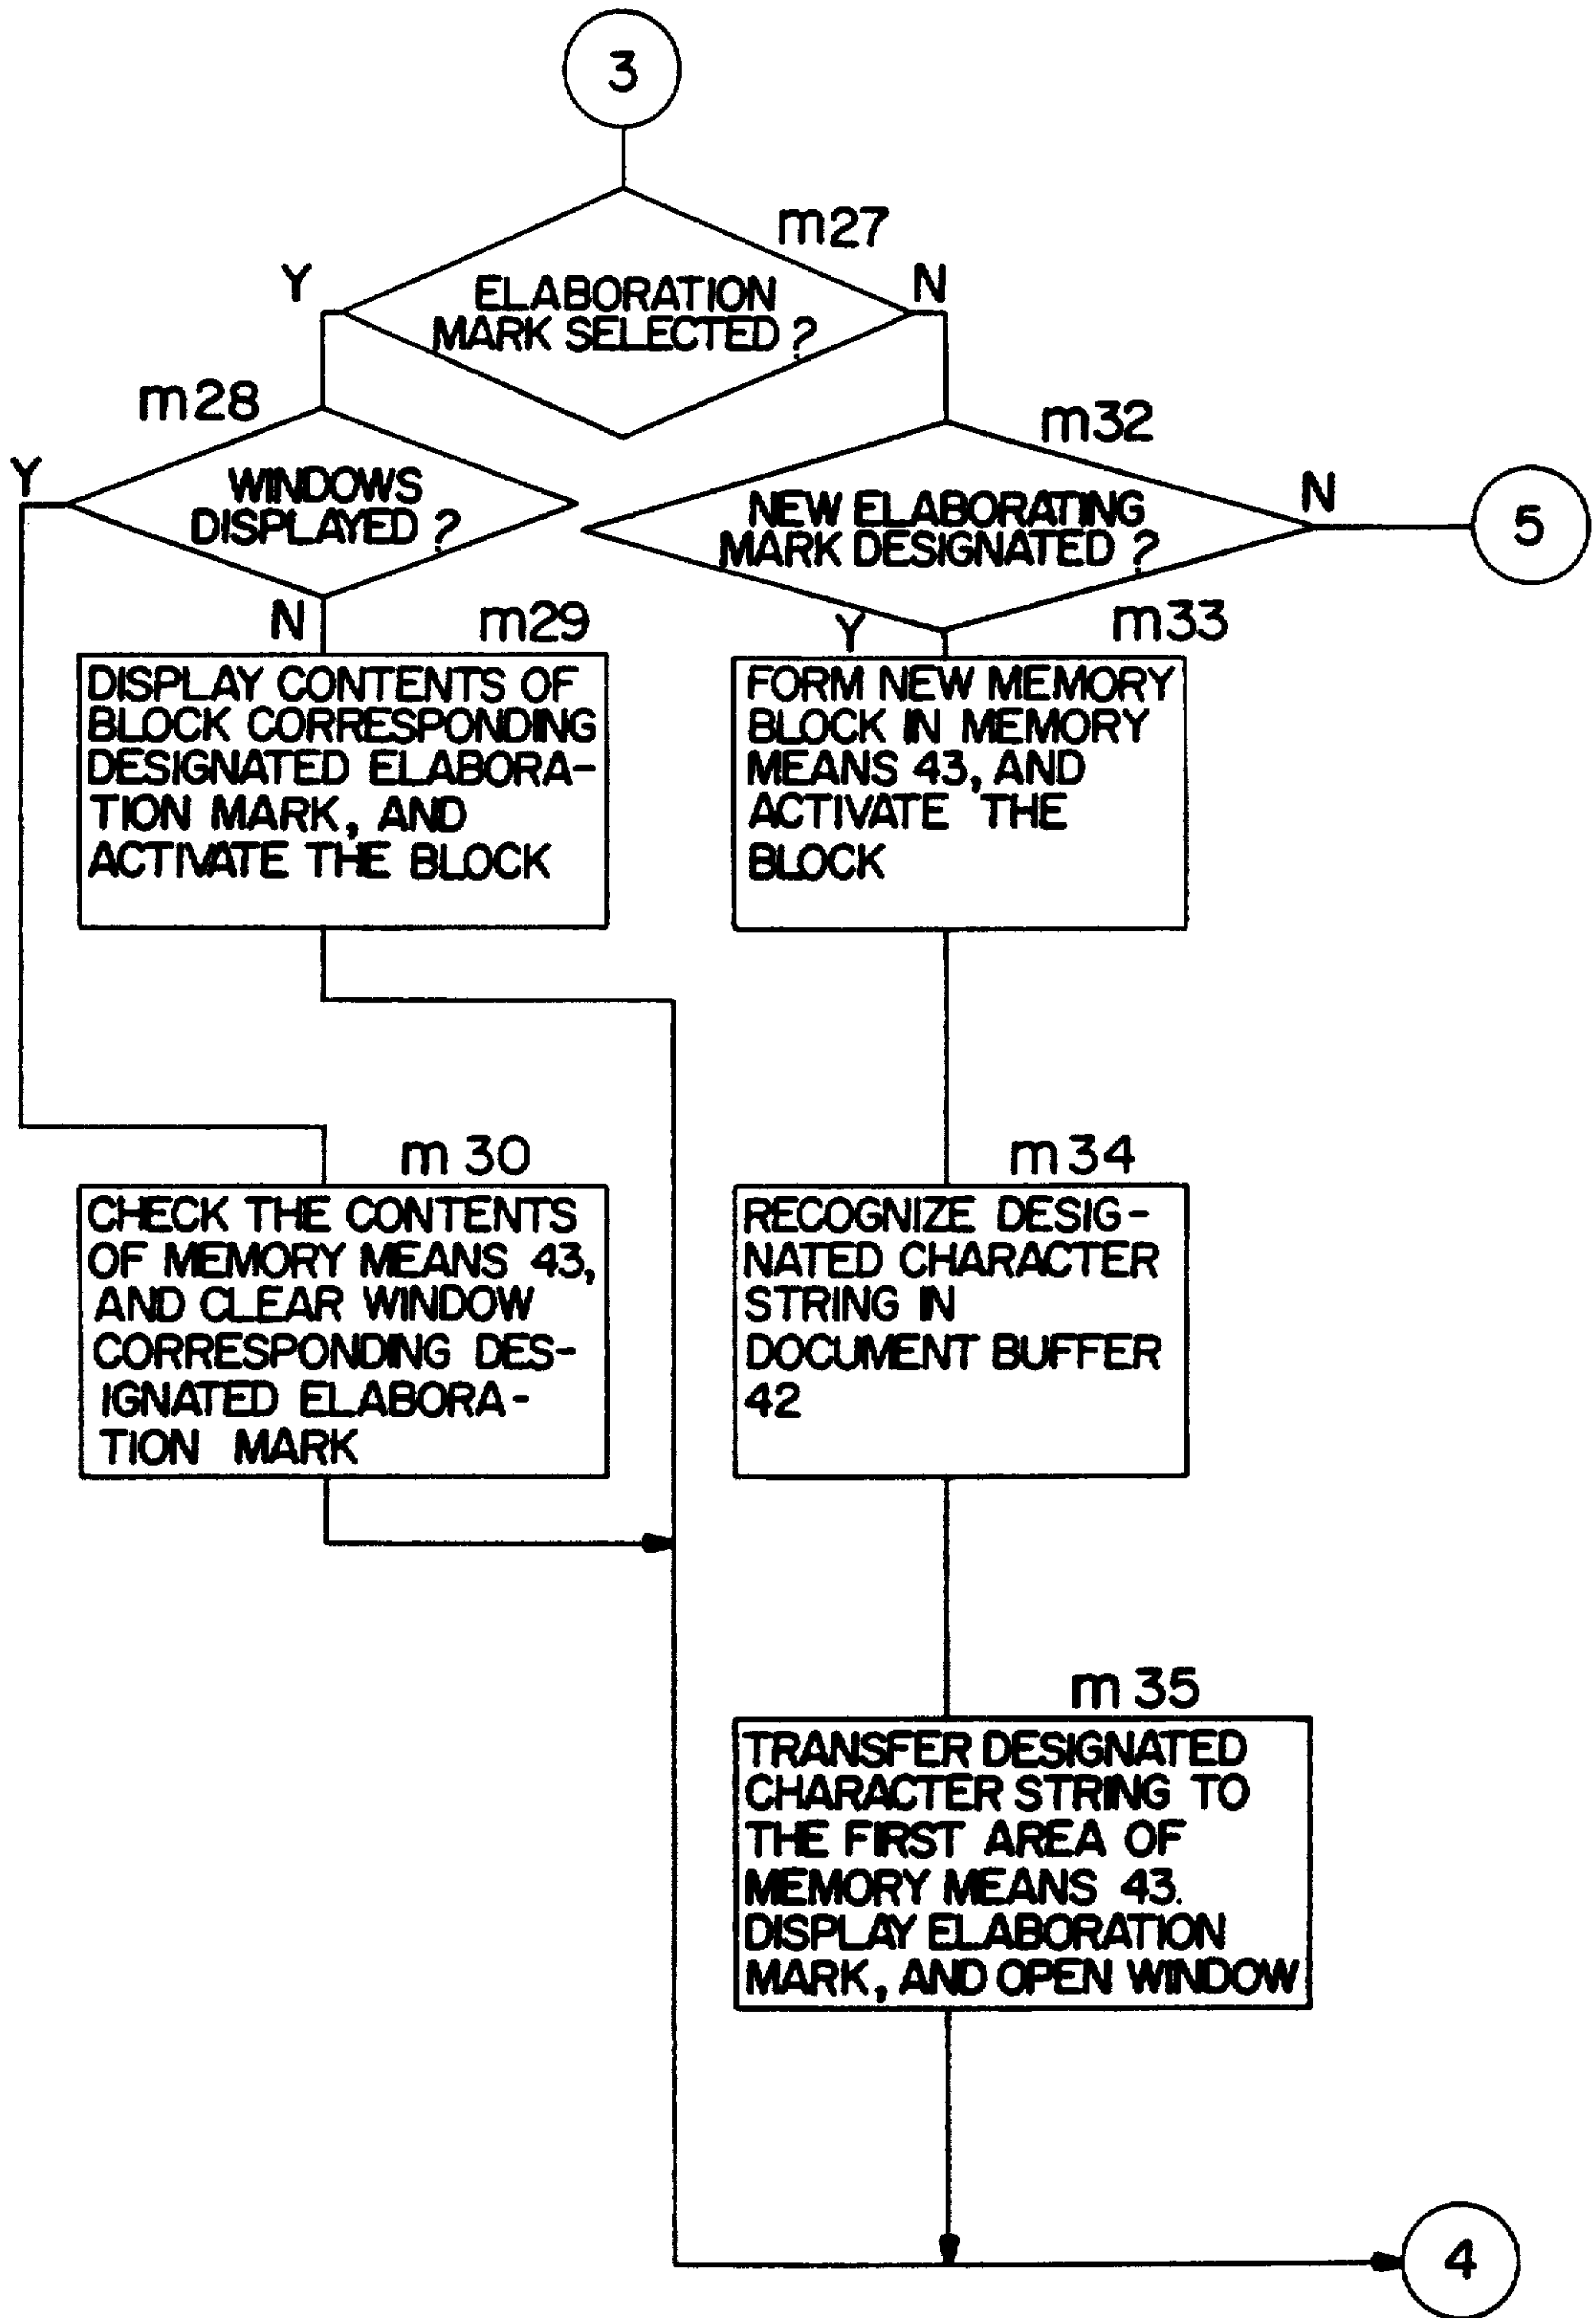 3
m27
Y
N
ELABORATION
MARK SELECTED ?
m28
Y
WINDOWS
DISPLAYED ?
N
m32
NEW ELABORATING
MARK DESIGNATED ?
N
5
Y
m29
DISPLAY CONTENTS OF
BLOCK CORRESPONDING
DESIGNATED ELABORA-
TION MARK, AND
ACTIVATE THE BLOCK
m33
FORM NEW MEMORY
BLOCK IN MEMORY
MEANS 43, AND
ACTIVATE THE
BLOCK
m 30
CHECK THE CONTENTS
OF MEMORY MEANS 43,
AND CLEAR WINDOW
CORRESPONDING DES-
IGNATED ELABORA-
TION MARK
m 34
RECOGNIZE DESIG-
NATED CHARACTER
STRING IN
DOCUMENT BUFFER
42
m 35
TRANSFER DESIGNATED
CHARACTER STRING TO
THE FIRST AREA OF
MEMORY MEANS 43.
DISPLAY ELABORATION
MARK, AND OPEN WINDOW
4